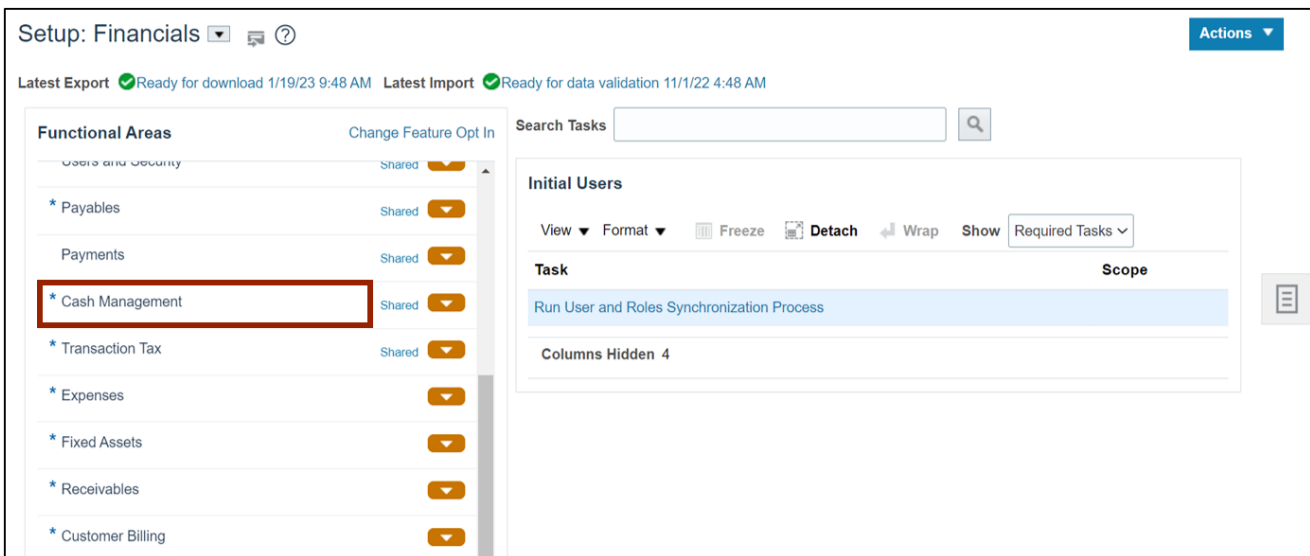 Setup: Financials
Actions
Latest Export Ready for download 1/19/23 9:48 AM Latest Import Ready for data validation 11/1/22 4:48 AM
Functional Areas Change Feature Opt In
Users and Security Shared
* Payables Shared
Payments Shared
* Cash Management Shared
* Transaction Tax Shared
* Expenses
* Fixed Assets
* Receivables
* Customer Billing
Search Tasks
Initial Users
View Format Freeze Detach Wrap Show Required Tasks
Task Scope
Run User and Roles Synchronization Process
Columns Hidden 4